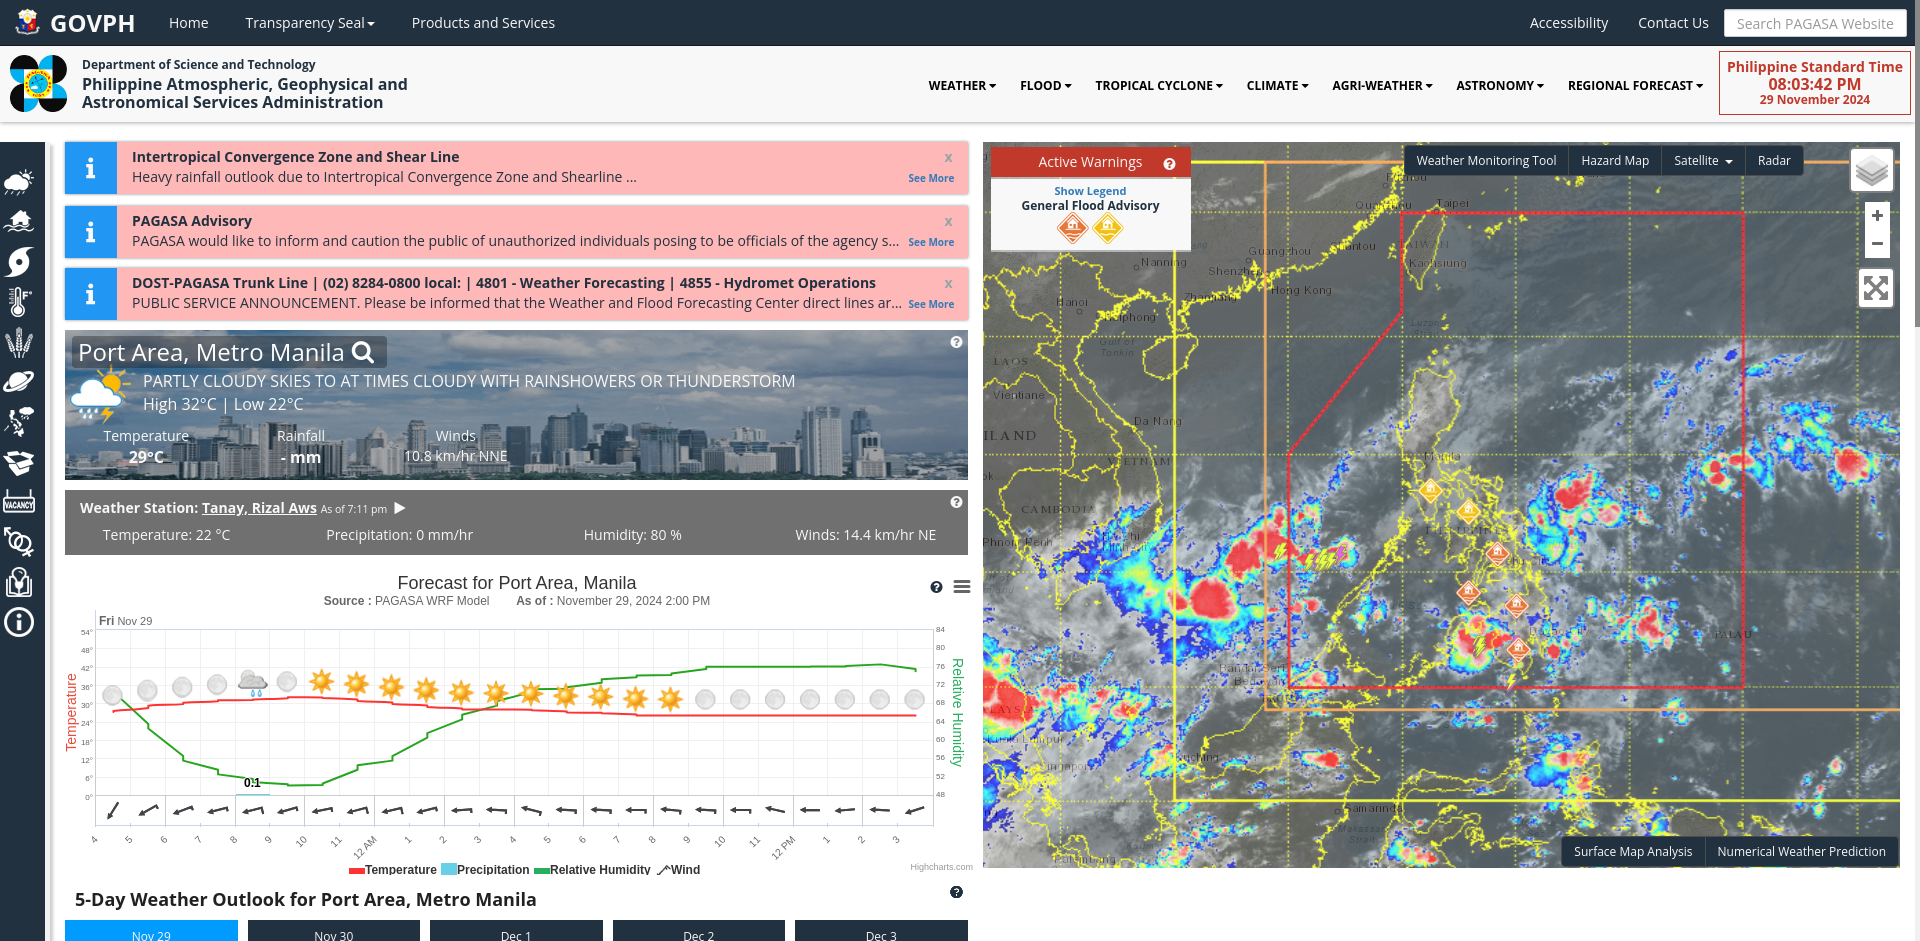 GOVPH
Home
Transparency Seal
Products and Services
Accessibility
Contact Us
Search PAGASA Website
Department of Science and Technology
Philippine Atmospheric, Geophysical and
Astronomical Services Administration
WEATHER
FLOOD
TROPICAL CYCLONE
CLIMATE
AGRI-WEATHER
ASTRONOMY
REGIONAL FORECAST
Philippine Standard Time
08:03:42 PM
29 November 2024
VACANCY
Intertropical Convergence Zone and Shear Line
x
Heavy rainfall outlook due to Intertropical Convergence Zone and Shearline ...
See More
PAGASA Advisory
x
PAGASA would like to inform and caution the public of unauthorized individuals posing to be officials of the agency s...
See More
DOST-PAGASA Trunk Line | (02) 8284-0800 local: | 4801 - Weather Forecasting | 4855 - Hydromet Operations
x
PUBLIC SERVICE ANNOUNCEMENT. Please be informed that the Weather and Flood Forecasting Center direct lines ar...
See More
Port Area, Metro Manila
PARTLY CLOUDY SKIES TO AT TIMES CLOUDY WITH RAINSHOWERS OR THUNDERSTORM
High 32°C | Low 22°C
Temperature
Rainfall
Winds
29°C
- mm
10.8 km/hr NNE
Weather Station: Tanay, Rizal Aws As of 7:11 pm
Temperature: 22 °C
Precipitation: 0 mm/hr
Humidity: 80 %
Winds: 14.4 km/hr NE
Forecast for Port Area, Manila
Source : PAGASA WRF Model As of : November 29, 2024 2:00 PM
Fri Nov 29
Temperature
54°
48°
42°
36°
30°
24°
18°
12°
6°
0°
84
80
76
72
68
64
60
56
52
48
Relative Humidity
0.1
4 5 6 7 8 9 10 11 12 AM 1 2 3 4 5 6 7 8 9 10 11 12 PM 1 2 3
Temperature Precipitation Relative Humidity Wind
Highcharts.com
5-Day Weather Outlook for Port Area, Metro Manila
Nov 29
Nov 30
Dec 1
Dec 2
Dec 3
Active Warnings
Show Legend
General Flood Advisory
Weather Monitoring Tool
Hazard Map
Satellite
Radar
+
−
Taipei
Guangzhou
Nanning
Shenzhen
Kaohsiung
Hong Kong
Zhanjiang
Hanoi
Haiphong
Gulf of
Tonkin
Luzon
LAOS
Vientiane
Da Nang
VIETNAM
Manila
CAMBODIA
PALAU
Bandar Seri
Begawan
Kuala Lumpur
Kuching
Samarinda
Makassar
Strait
Palembang
Surface Map Analysis
Numerical Weather Prediction